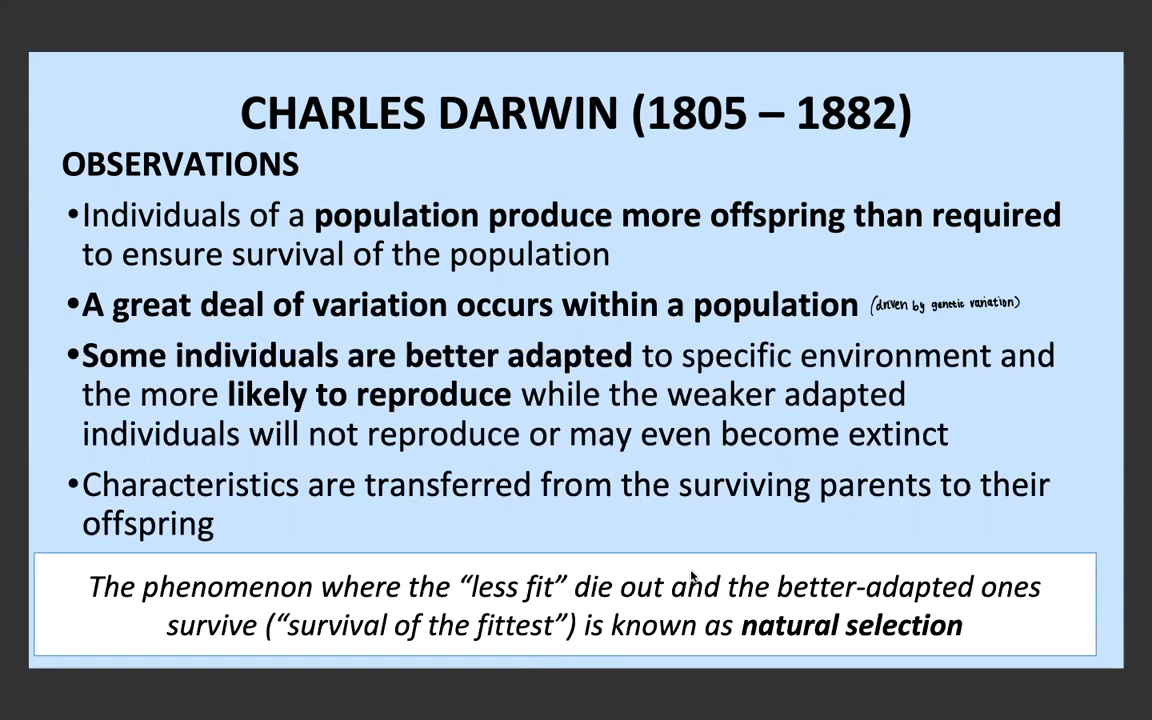 CHARLES DARWIN (1805 – 1882)
OBSERVATIONS
•Individuals of a population produce more offspring than required
to ensure survival of the population
•A great deal of variation occurs within a population (driven by genetic variation)
•Some individuals are better adapted to specific environment and
the more likely to reproduce while the weaker adapted
individuals will not reproduce or may even become extinct
•Characteristics are transferred from the surviving parents to their
offspring
The phenomenon where the “less fit” die out and the better-adapted ones
survive (“survival of the fittest”) is known as natural selection